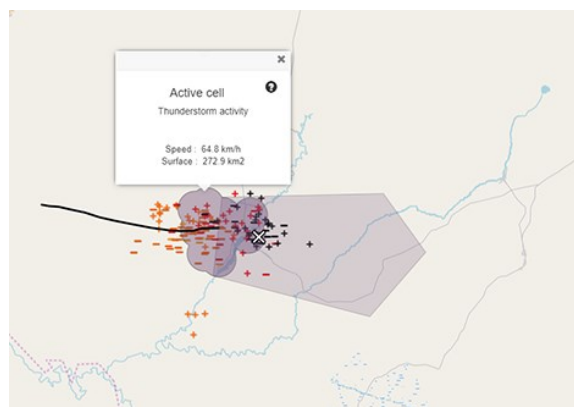 Active cell
Thunderstorm activity
Speed : 64.8 km/h
Surface : 272.9 km2